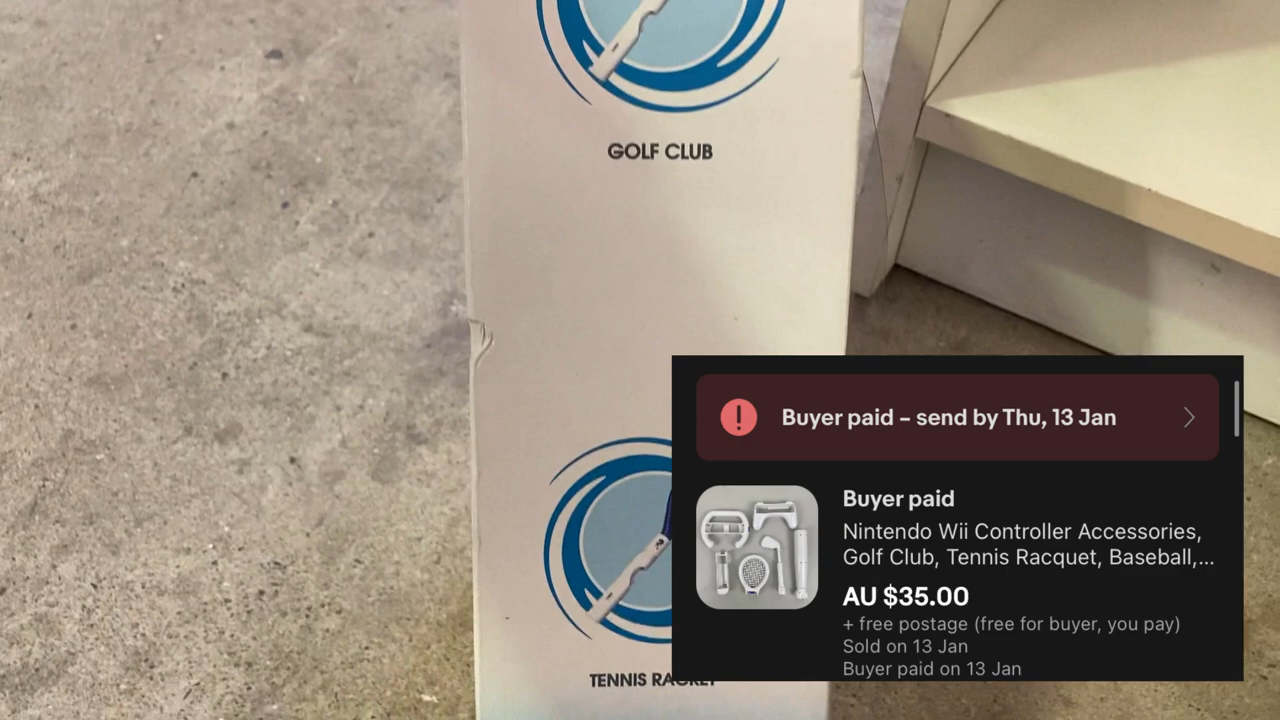 GOLF CLUB
Buyer paid – send by Thu, 13 Jan
Buyer paid
Nintendo Wii Controller Accessories,
Golf Club, Tennis Racquet, Baseball,...
AU $35.00
+ free postage (free for buyer, you pay)
Sold on 13 Jan
Buyer paid on 13 Jan
TENNIS RACKET